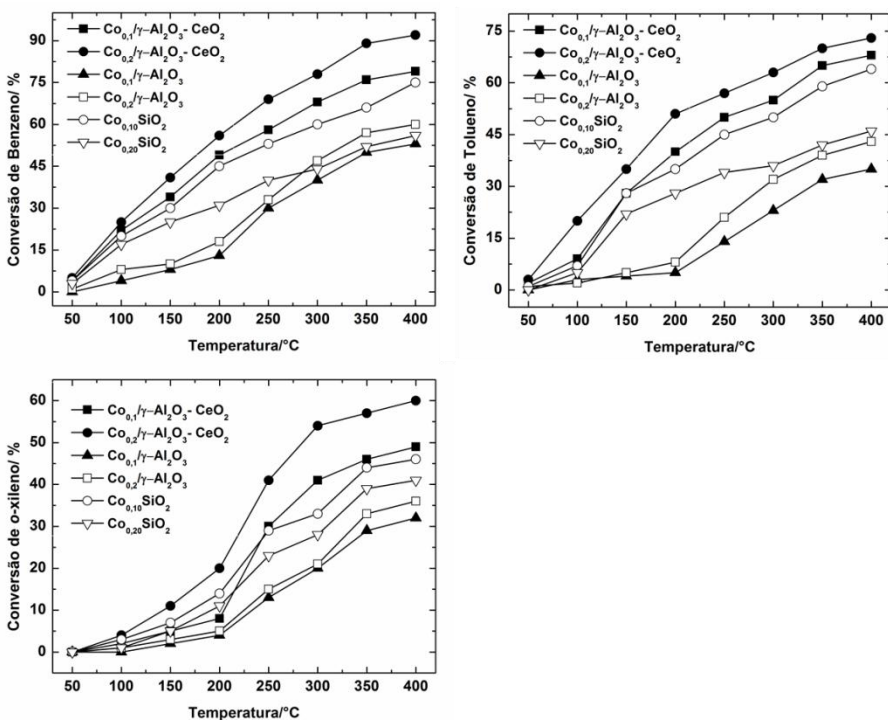 Conversão de Benzeno/ %
90
75
60
45
30
15
0
Co0,1/γ–Al2O3- CeO2
Co0,2/γ–Al2O3- CeO2
Co0,1/γ–Al2O3
Co0,2/γ–Al2O3
Co0,10SiO2
Co0,20SiO2
50 100 150 200 250 300 350 400
Temperatura/°C
Conversão de Tolueno/ %
75
60
45
30
15
0
Co0,1/γ–Al2O3- CeO2
Co0,2/γ–Al2O3- CeO2
Co0,1/γ–Al2O3
Co0,2/γ–Al2O3
Co0,10SiO2
Co0,20SiO2
50 100 150 200 250 300 350 400
Temperatura/°C
Conversão de o-xileno/ %
60
50
40
30
20
10
0
Co0,1/γ–Al2O3- CeO2
Co0,2/γ–Al2O3- CeO2
Co0,1/γ–Al2O3
Co0,2/γ–Al2O3
Co0,10SiO2
Co0,20SiO2
50 100 150 200 250 300 350 400
Temperatura/°C